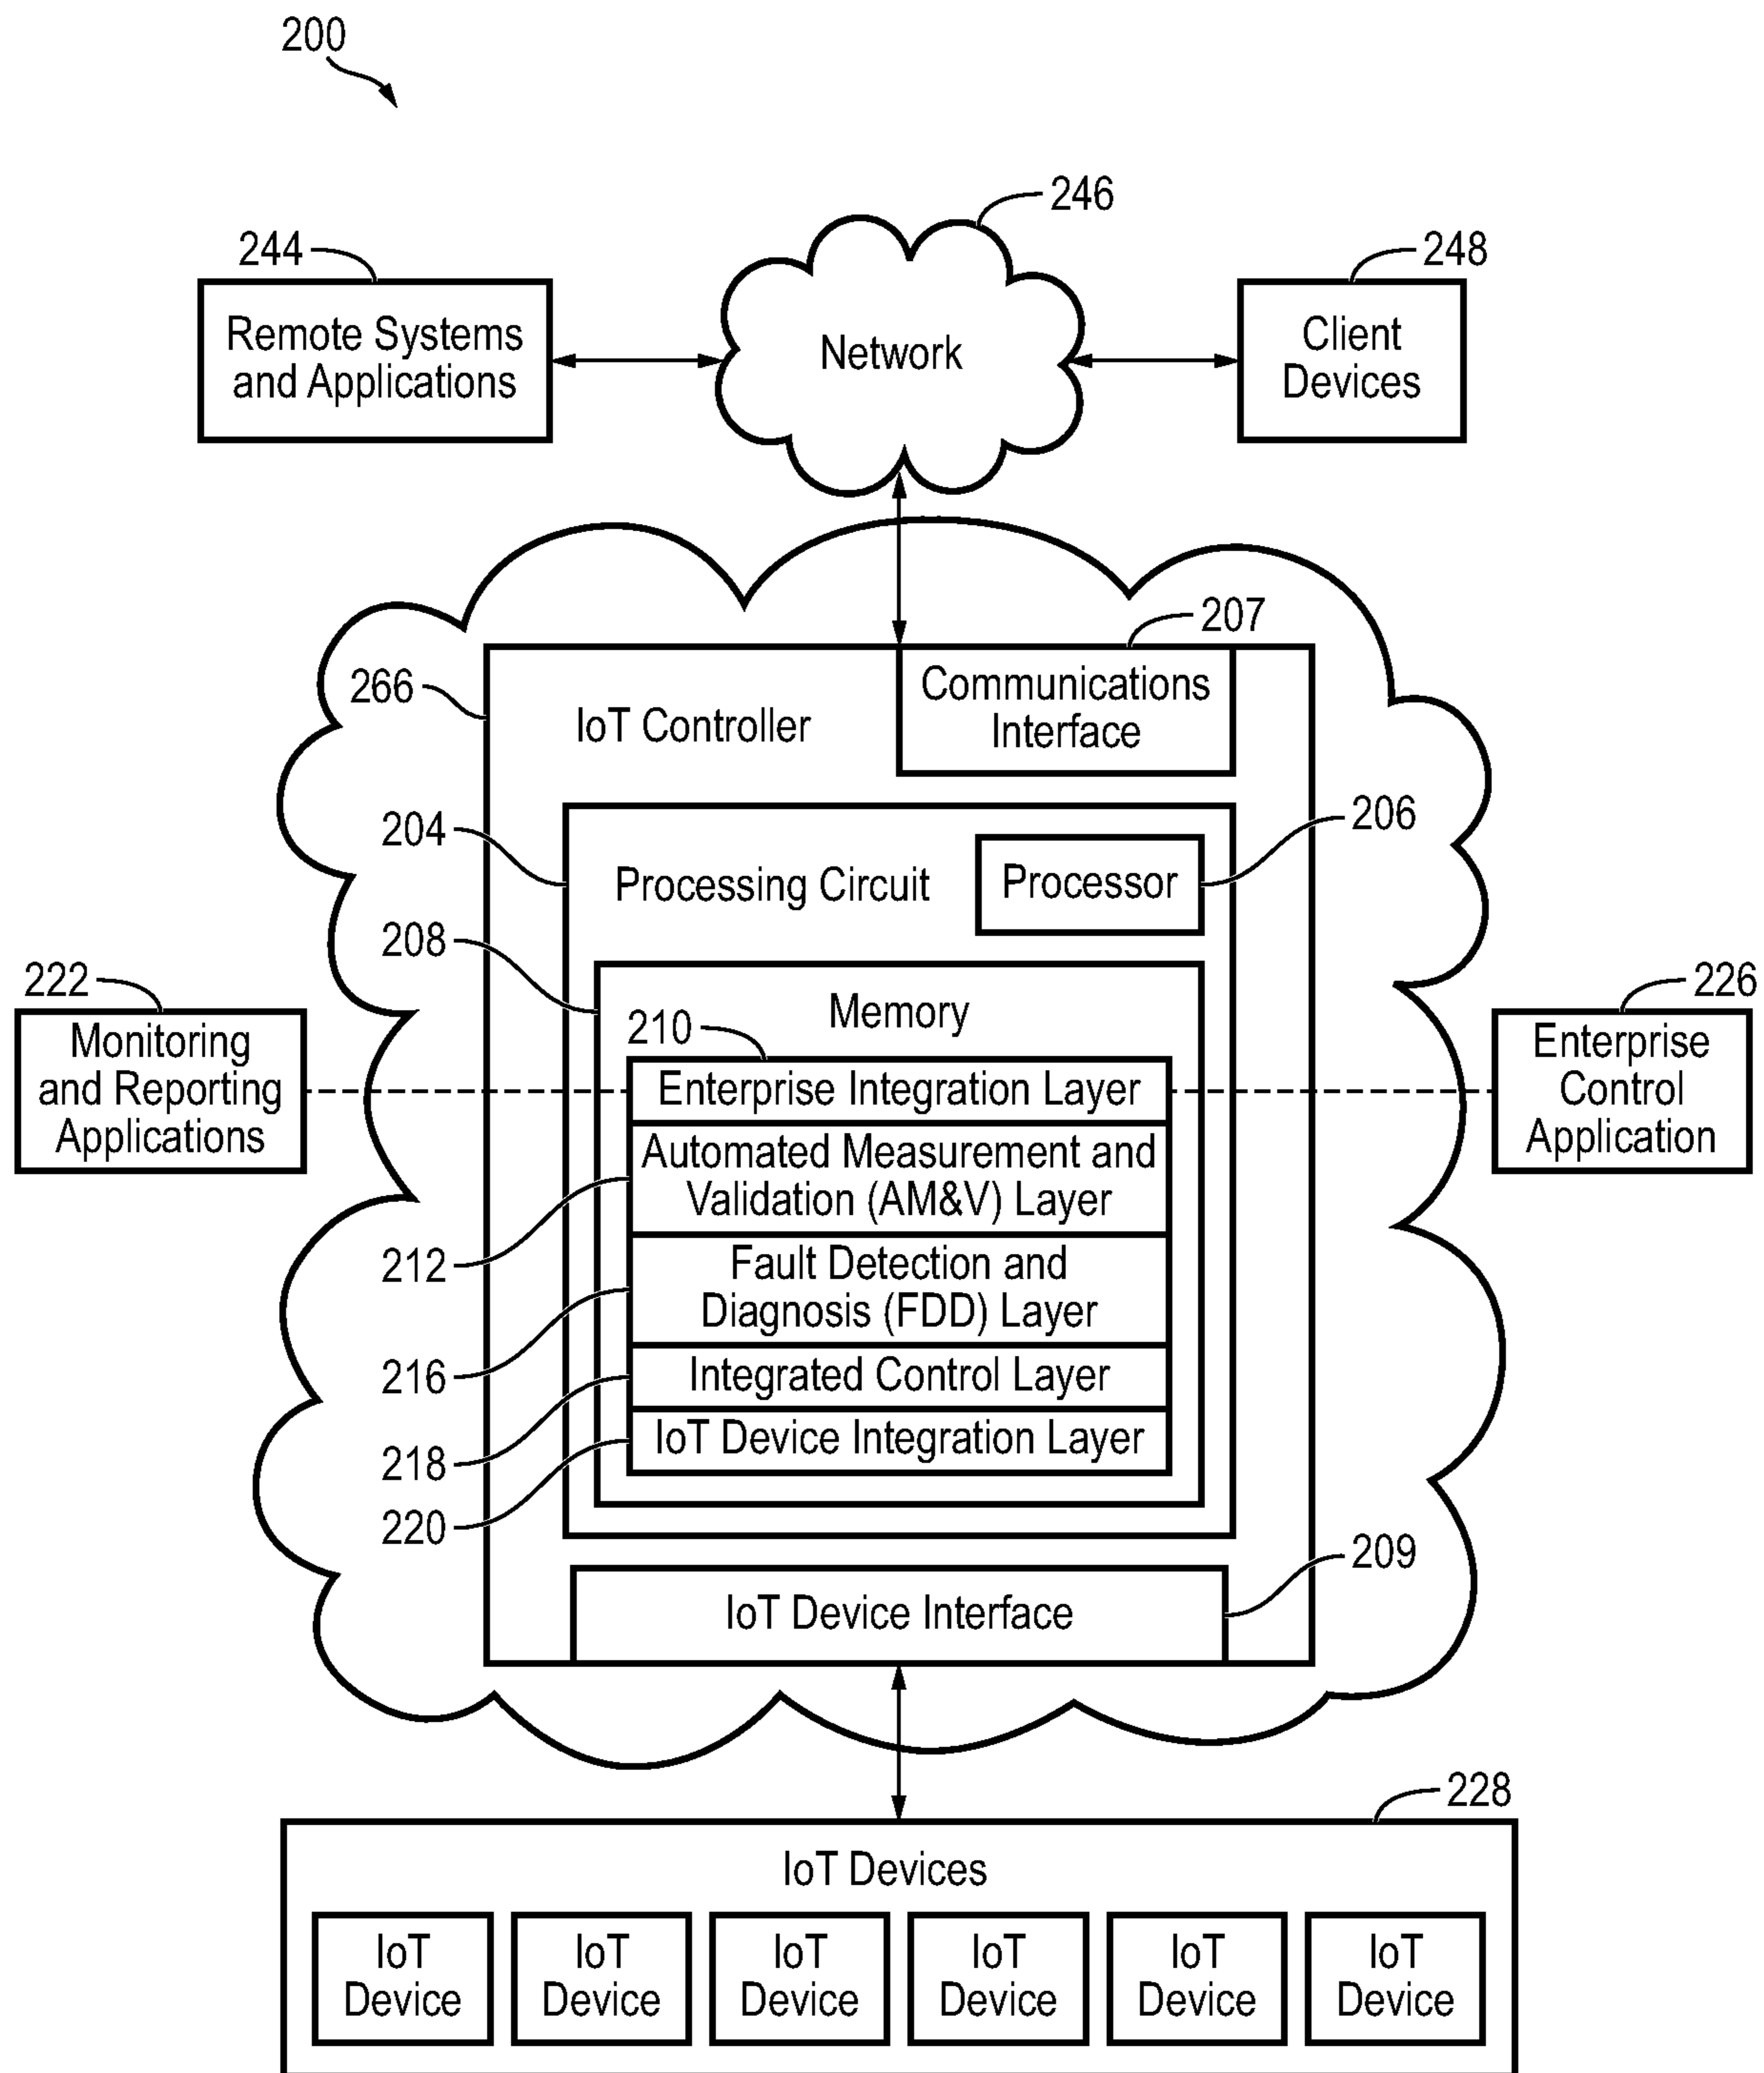 200
246
244
248
Remote Systems
and Applications
Network
Client
Devices
207
266
IoT Controller
Communications
Interface
204
206
Processing Circuit
Processor
208
222
226
Memory
210
Monitoring
and Reporting
Applications
Enterprise Integration Layer
Enterprise
Control
Application
Automated Measurement and
Validation (AM&V) Layer
212
Fault Detection and
Diagnosis (FDD) Layer
216
Integrated Control Layer
218
IoT Device Integration Layer
220
209
IoT Device Interface
228
IoT Devices
IoT
Device
IoT
Device
IoT
Device
IoT
Device
IoT
Device
IoT
Device